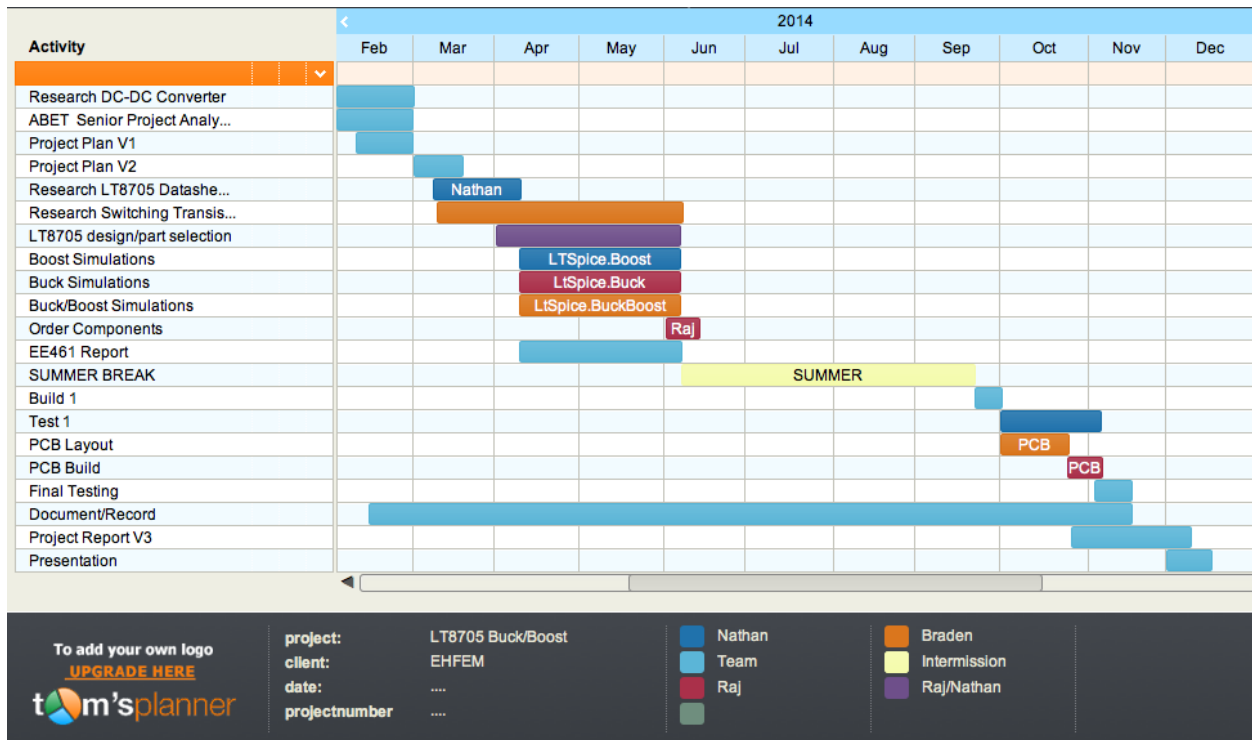 2014
Activity Feb Mar Apr May Jun Jul Aug Sep Oct Nov Dec
Research DC-DC Converter
ABET Senior Project Analy...
Project Plan V1
Project Plan V2
Research LT8705 Datashe... Nathan
Research Switching Transis...
LT8705 design/part selection
Boost Simulations LTSpice.Boost
Buck Simulations LtSpice.Buck
Buck/Boost Simulations LtSpice.BuckBoost
Order Components Raj
EE461 Report
SUMMER BREAK SUMMER
Build 1
Test 1
PCB Layout PCB
PCB Build PCB
Final Testing
Document/Record
Project Report V3
Presentation
To add your own logo
UPGRADE HERE
tom'splanner
project: LT8705 Buck/Boost
client: EHFEM
date: ....
projectnumber ....
Nathan Braden
Team Intermission
Raj Raj/Nathan